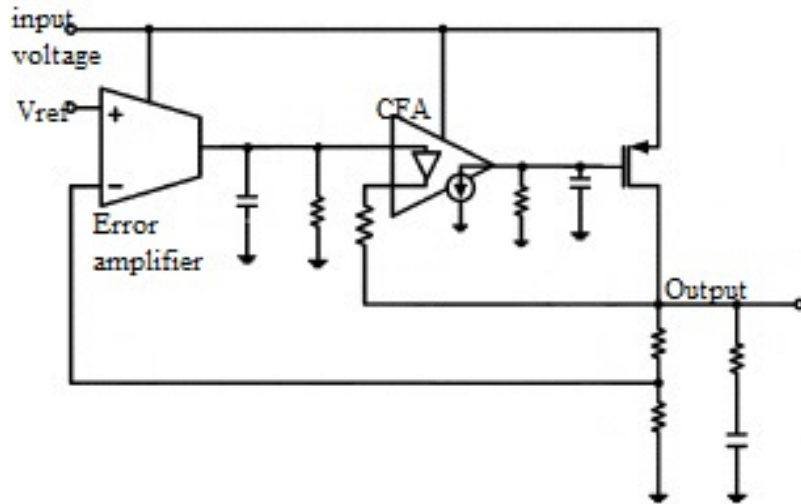 input
voltage
Vref
CFA
Error
amplifier
Output